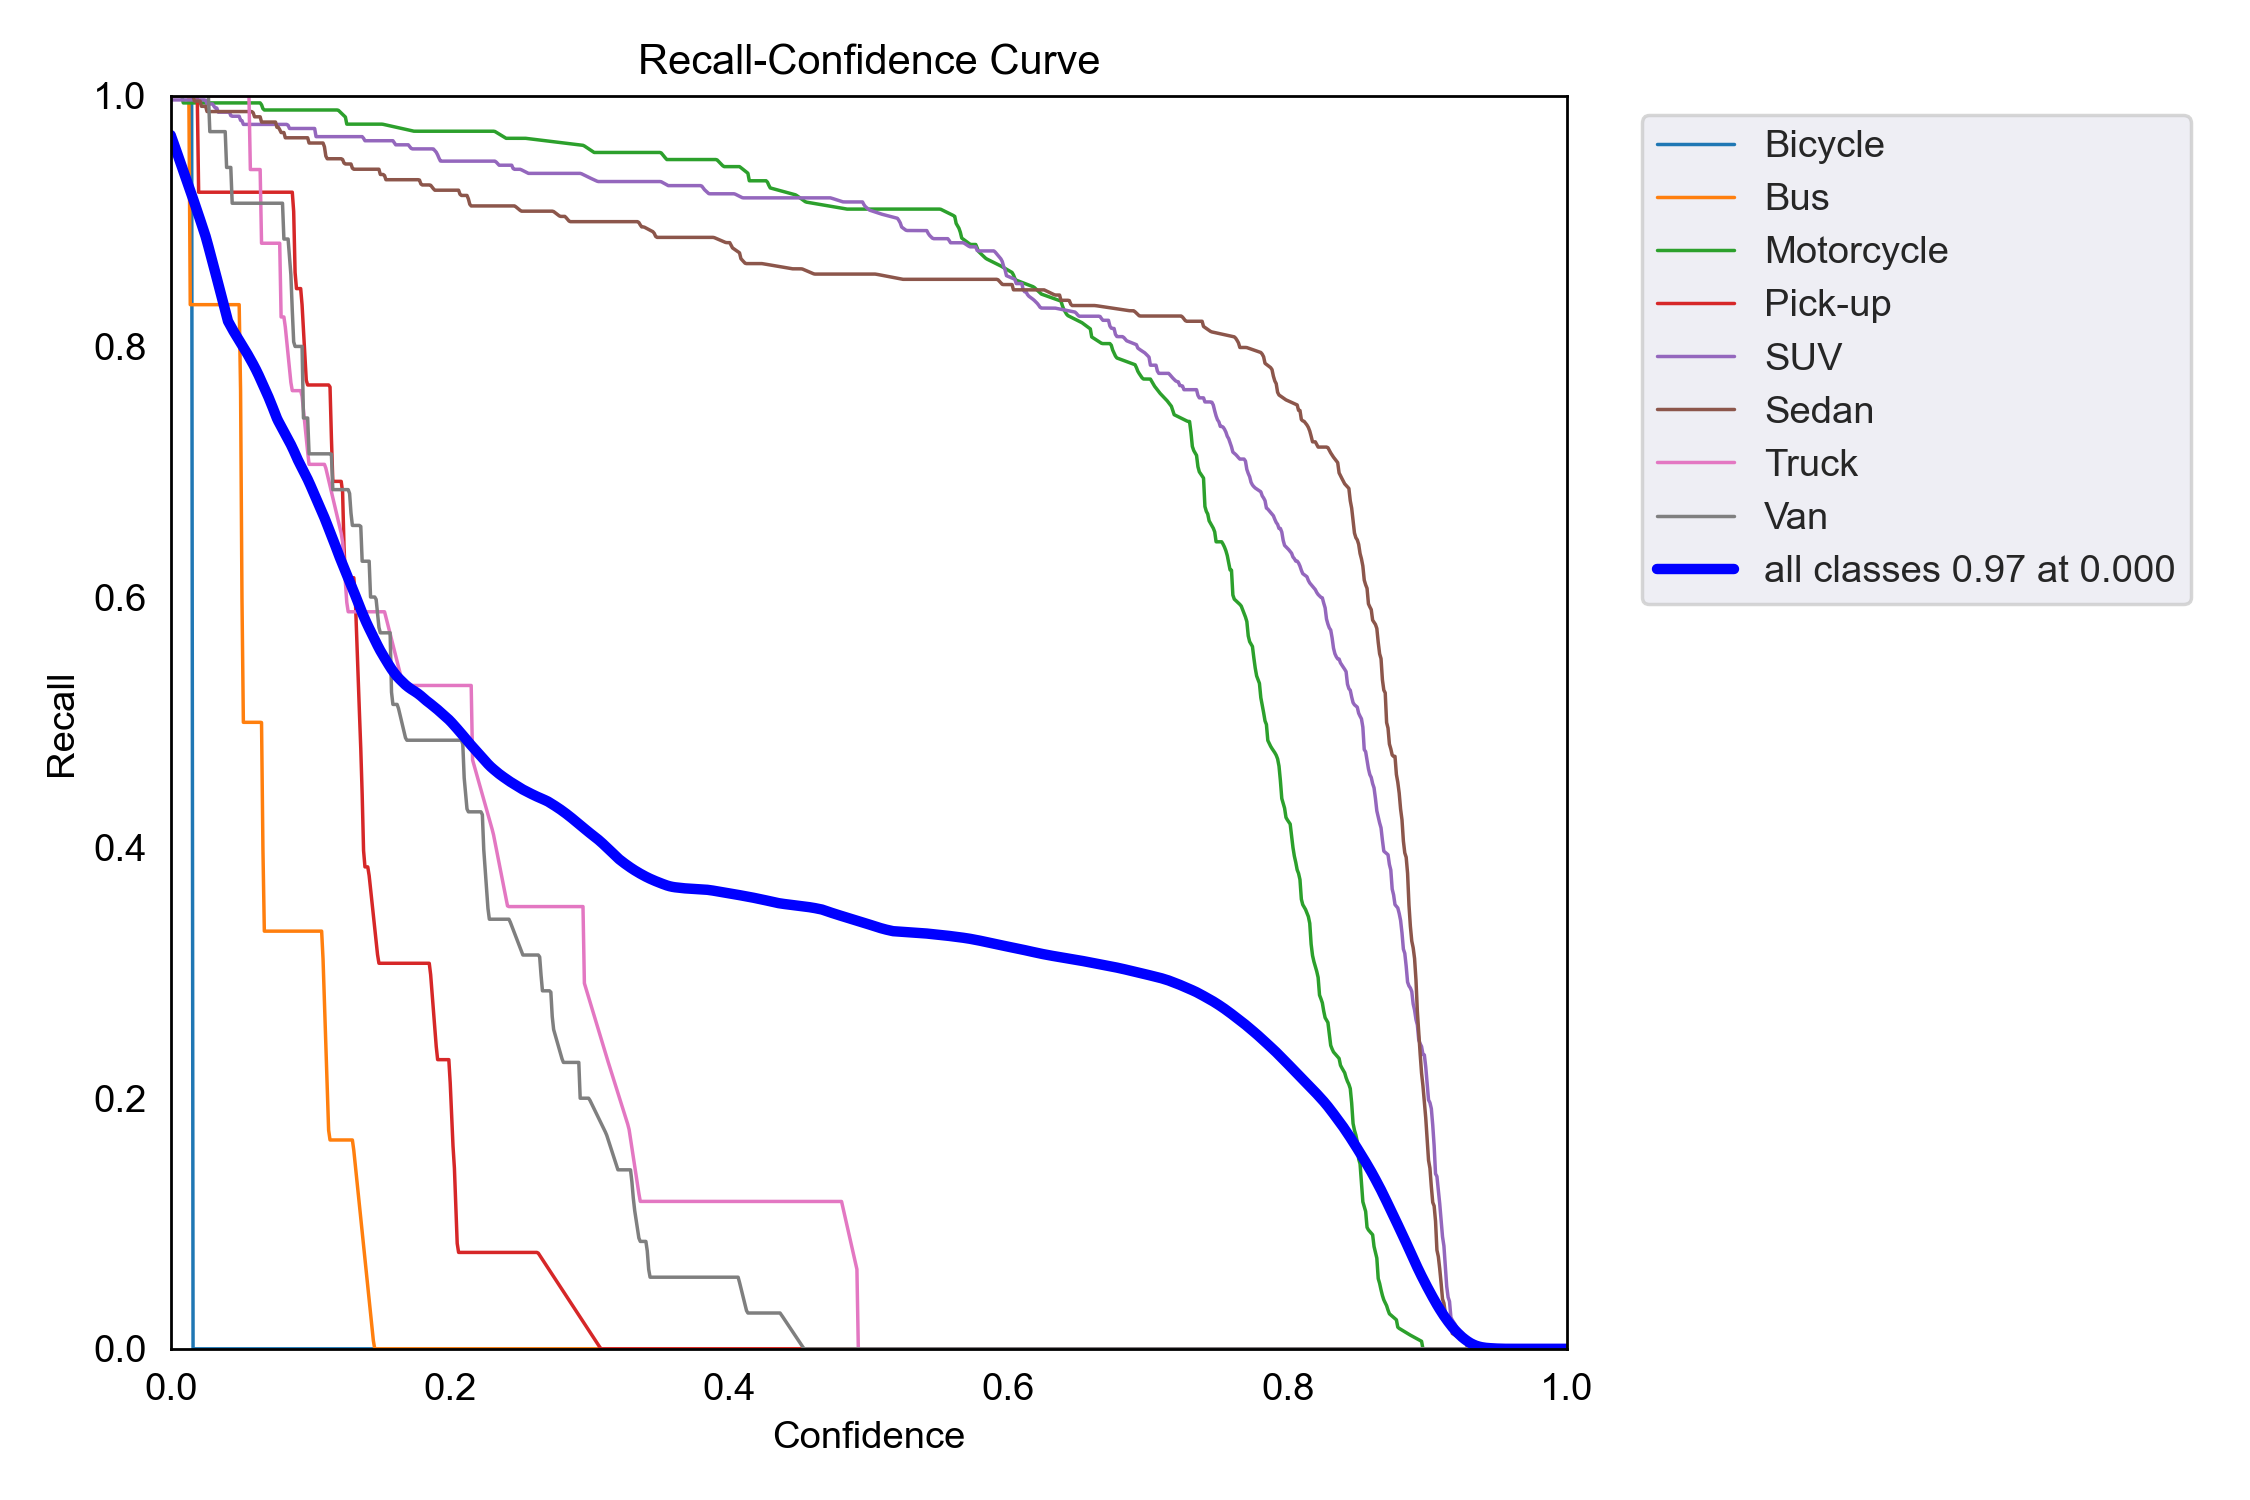 Recall-Confidence Curve
1.0
0.8
0.6
0.4
0.2
0.0
Recall
0.0 0.2 0.4 0.6 0.8 1.0
Confidence
Bicycle
Bus
Motorcycle
Pick-up
SUV
Sedan
Truck
Van
all classes 0.97 at 0.000